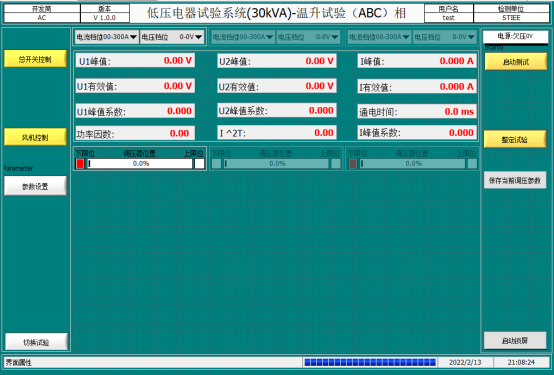 开发商 版本 低压电器试验系统(30kVA)-温升试验（ABC）相 用户名 检测单位
AC V 1.0.0 test STIEE
电流档位00-300A 电压档位 0-0V 电流档位00-300A 电压档位 0-0V 电流档位00-300A 电压档位 0-0V 电源:欠压0V
总开关控制 U1峰值: 0.00 V U2峰值: 0.00 V I峰值: 0.000 A 启动测试
U1有效值: 0.00 V U2有效值: 0.00 V I有效值: 0.000 A
U1峰值系数: 0.000 U2峰值系数: 0.000 通电时间: 0.0 ms
风机控制 功率因数: 0.00 I ^2T: 0.00 I峰值系数: 0.000 整定试验
下限位 调压器位置 上限位 下限位 调压器位置 上限位 下限位 调压器位置 上限位
0.0% 0.0% 0.0%
Parameter
参数设置 保存当前调压参数
切换试验 启动锁屏
界面属性 2022/2/13 21:08:24